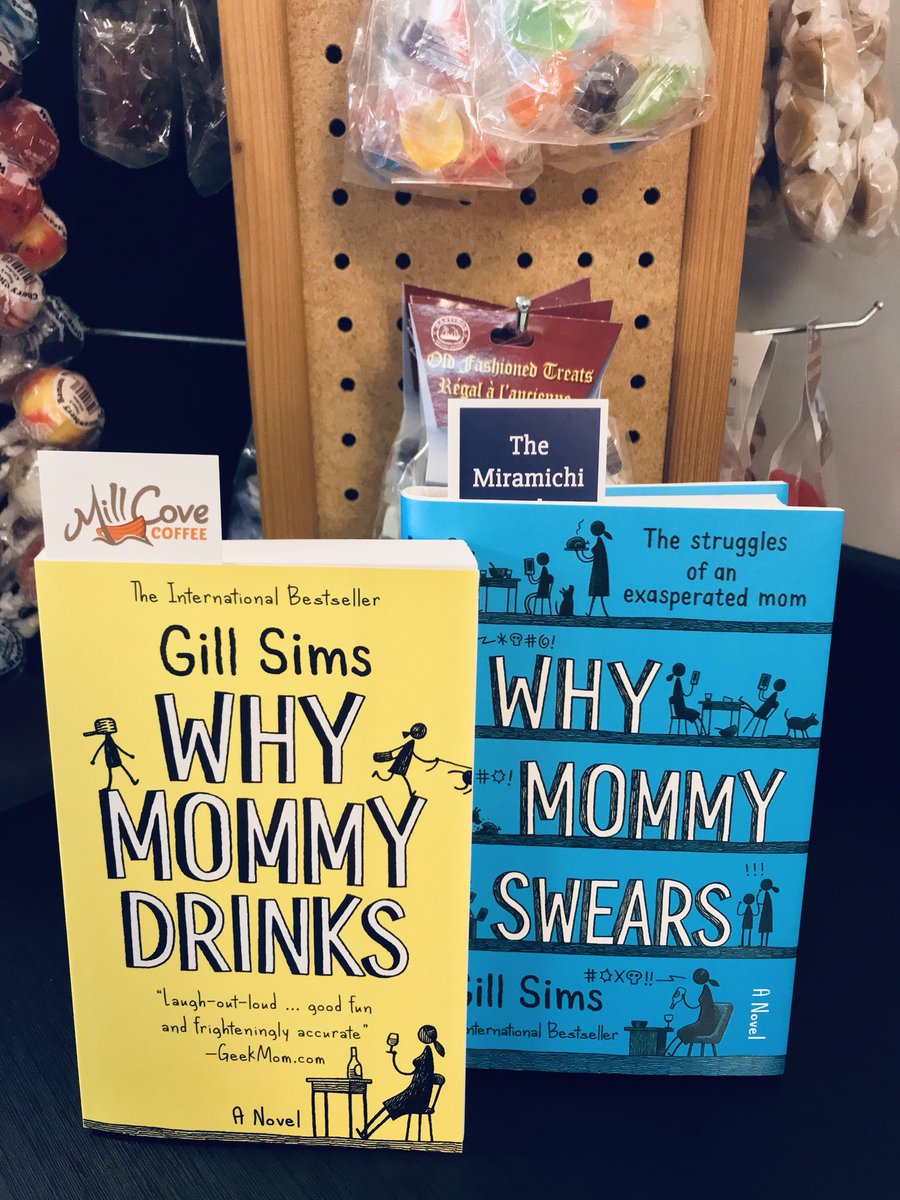 Old Fashioned Treats
Régal à l'ancienne
The
Miramichi
Mill Cove
COFFEE
The International Bestseller
Gill Sims
WHY
MOMMY
DRINKS
"Laugh-out-loud ... good fun
and frighteningly accurate"
—GeekMom.com
A Novel
The struggles
of an
exasperated mom
#@!
WHY
#@!
MOMMY
!!!
SWEARS
Gill Sims
International Bestseller
A Novel